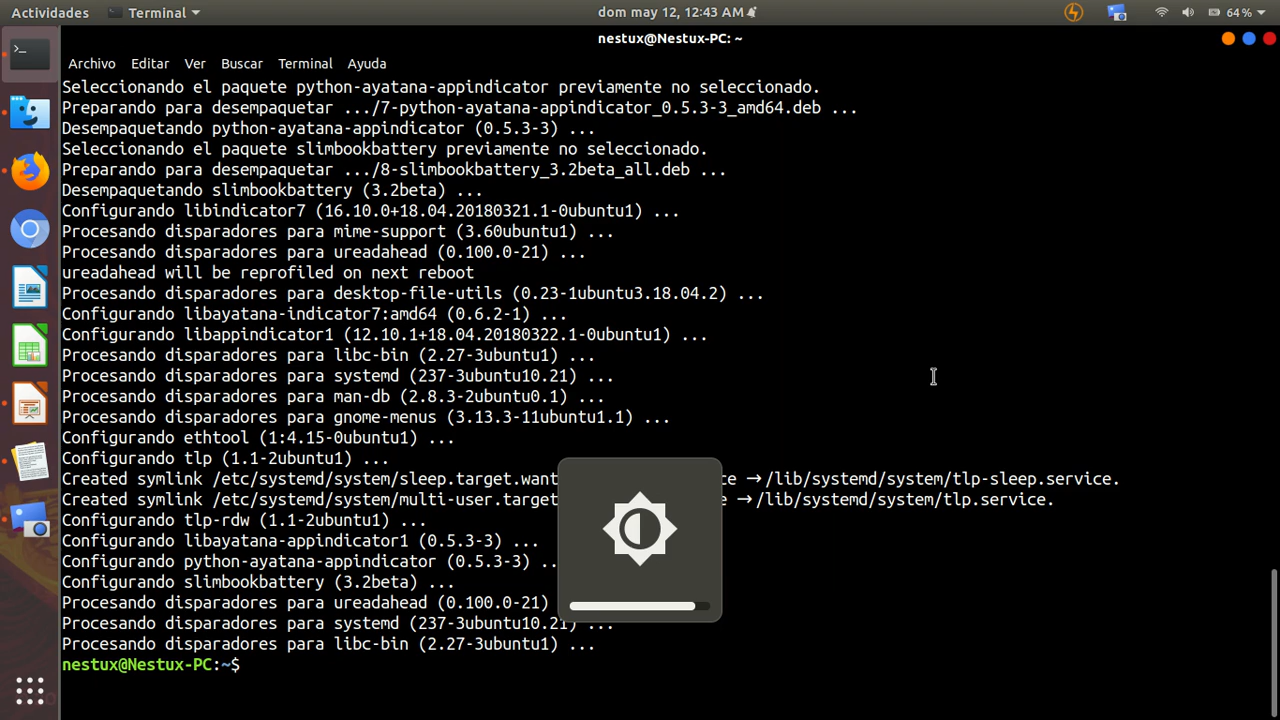 Actividades Terminal dom may 12, 12:43 AM 64 %
nestux@Nestux-PC: ~
Archivo Editar Ver Buscar Terminal Ayuda
Seleccionando el paquete python-ayatana-appindicator previamente no seleccionado.
Preparando para desempaquetar .../7-python-ayatana-appindicator_0.5.3-3_amd64.deb ...
Desempaquetando python-ayatana-appindicator (0.5.3-3) ...
Seleccionando el paquete slimbookbattery previamente no seleccionado.
Preparando para desempaquetar .../8-slimbookbattery_3.2beta_all.deb ...
Desempaquetando slimbookbattery (3.2beta) ...
Configurando libindicator7 (16.10.0+18.04.20180321.1-0ubuntu1) ...
Procesando disparadores para mime-support (3.60ubuntu1) ...
Procesando disparadores para ureadahead (0.100.0-21) ...
ureadahead will be reprofiled on next reboot
Procesando disparadores para desktop-file-utils (0.23-1ubuntu3.18.04.2) ...
Configurando libayatana-indicator7:amd64 (0.6.2-1) ...
Configurando libappindicator1 (12.10.1+18.04.20180322.1-0ubuntu1) ...
Procesando disparadores para libc-bin (2.27-3ubuntu1) ...
Procesando disparadores para systemd (237-3ubuntu10.21) ...
Procesando disparadores para man-db (2.8.3-2ubuntu0.1) ...
Procesando disparadores para gnome-menus (3.13.3-11ubuntu1.1) ...
Configurando ethtool (1:4.15-0ubuntu1) ...
Configurando tlp (1.1-2ubuntu1) ...
Created symlink /etc/systemd/system/sleep.target.want ce → /lib/systemd/system/tlp-sleep.service.
Created symlink /etc/systemd/system/multi-user.target e → /lib/systemd/system/tlp.service.
Configurando tlp-rdw (1.1-2ubuntu1) ...
Configurando libayatana-appindicator1 (0.5.3-3) ...
Configurando python-ayatana-appindicator (0.5.3-3) ..
Configurando slimbookbattery (3.2beta) ...
Procesando disparadores para ureadahead (0.100.0-21)
Procesando disparadores para systemd (237-3ubuntu10.21) ...
Procesando disparadores para libc-bin (2.27-3ubuntu1) ...
nestux@Nestux-PC:~$